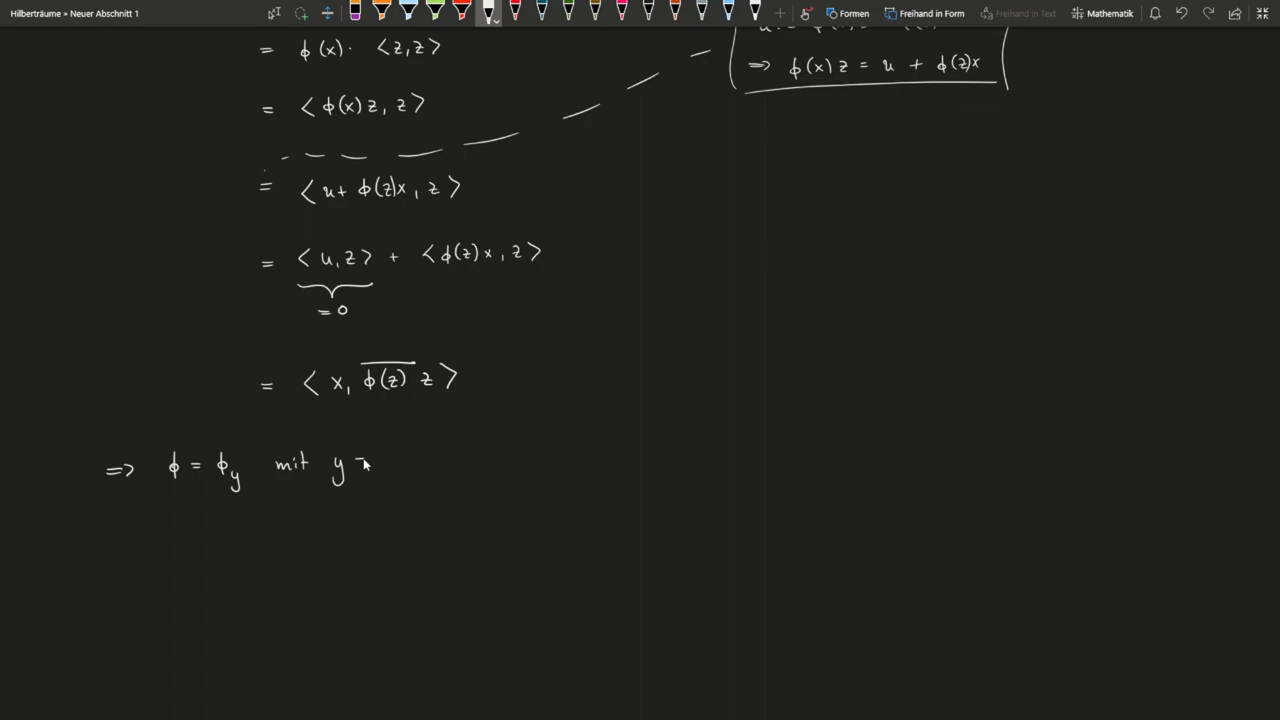 Hilberträume » Neuer Abschnitt 1
Formen
Freihand in Form
Freihand in Text
Mathematik
= ϕ(x) · <z,z>
=> ϕ(x) z = u + ϕ(z)x
= <ϕ(x) z, z>
= <u + ϕ(z)x, z>
= <u, z> + <ϕ(z) x, z>
= 0
= <x, \overline{ϕ(z)} z>
=> ϕ = ϕ_y mit y =